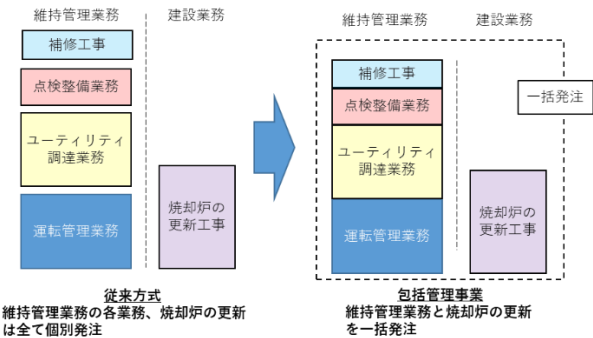 維持管理業務
建設業務
補修工事
点検整備業務
ユーティリティ
調達業務
運転管理業務
焼却炉の
更新工事
従来方式
維持管理業務の各業務、焼却炉の更新
は全て個別発注
維持管理業務
建設業務
一括発注
補修工事
点検整備業務
ユーティリティ
調達業務
運転管理業務
焼却炉の
更新工事
包括管理事業
維持管理業務と焼却炉の更新
を一括発注